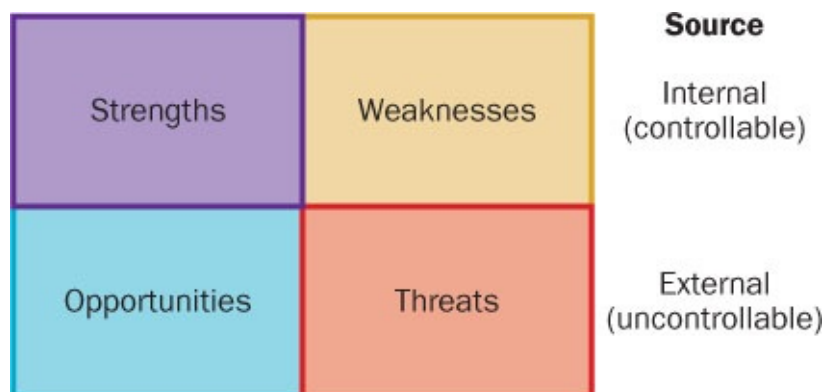 Source
Strengths
Weaknesses
Internal
(controllable)
Opportunities
Threats
External
(uncontrollable)